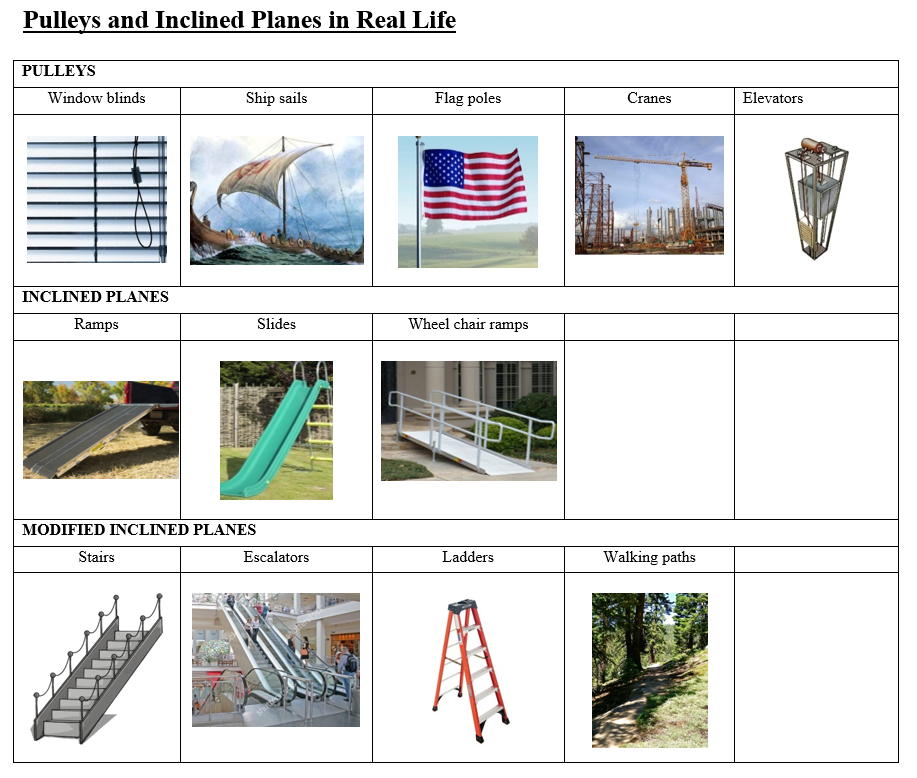 Pulleys and Inclined Planes in Real Life
PULLEYS
Window blinds
Ship sails
Flag poles
Cranes
Elevators
INCLINED PLANES
Ramps
Slides
Wheel chair ramps
MODIFIED INCLINED PLANES
Stairs
Escalators
Ladders
Walking paths